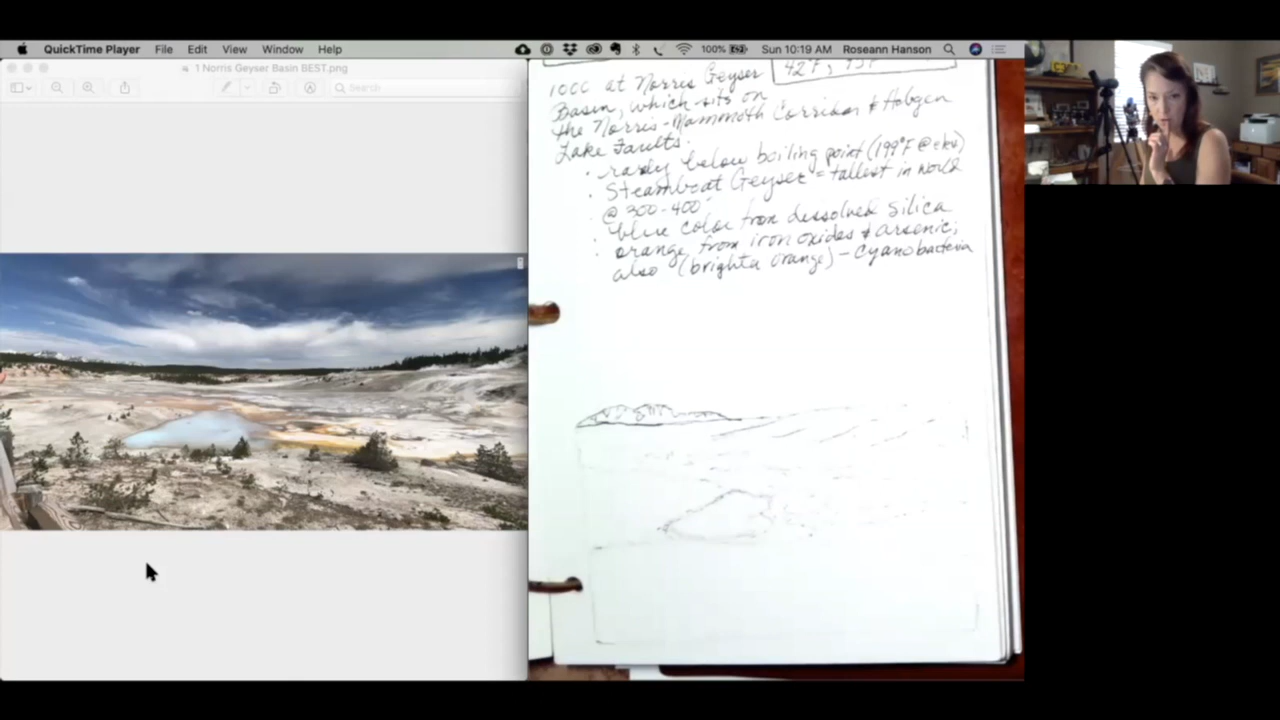 QuickTime Player File Edit View Window Help 100% Sun 10:19 AM Roseann Hanson
1 Norris Geyser Basin BEST.png
Search
42°F,
1000 at Norris Geyser
Basin, which sits on
the Norris-Mammoth Corridor & Hebgen
Lake Faults.
· rarely below boiling point (199°F @ elev)
· Steamboat Geyser = tallest in world
@ 300-400'
· blue color from dissolved silica
· orange from iron oxides & arsenic;
also (brighter orange) - cyanobacteria